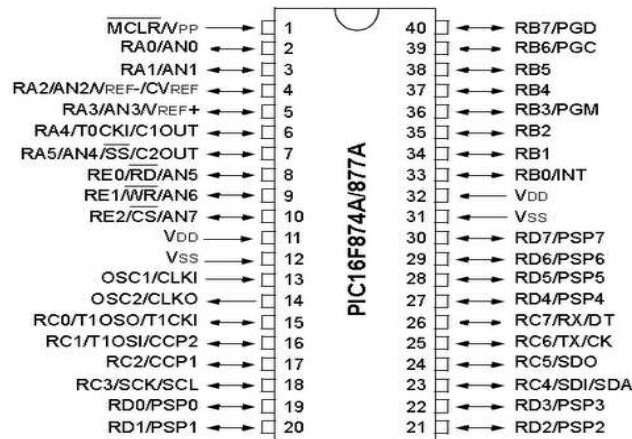 MCLR/VPP 1 40 RB7/PGD
RA0/AN0 2 39 RB6/PGC
RA1/AN1 3 38 RB5
RA2/AN2/VREF-/CVREF 4 37 RB4
RA3/AN3/VREF+ 5 36 RB3/PGM
RA4/T0CKI/C1OUT 6 35 RB2
RA5/AN4/SS/C2OUT 7 34 RB1
RE0/RD/AN5 8 33 RB0/INT
RE1/WR/AN6 9 32 VDD
RE2/CS/AN7 10 31 VSS
VDD 11 30 RD7/PSP7
VSS 12 29 RD6/PSP6
OSC1/CLKI 13 28 RD5/PSP5
OSC2/CLKO 14 27 RD4/PSP4
RC0/T1OSO/T1CKI 15 26 RC7/RX/DT
RC1/T1OSI/CCP2 16 25 RC6/TX/CK
RC2/CCP1 17 24 RC5/SDO
RC3/SCK/SCL 18 23 RC4/SDI/SDA
RD0/PSP0 19 22 RD3/PSP3
RD1/PSP1 20 21 RD2/PSP2
PIC16F874A/877A